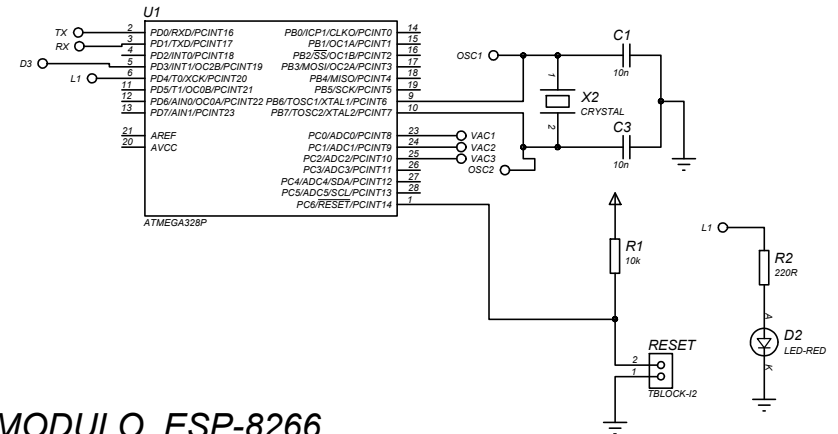 U1
TX
2
PD0/RXD/PCINT16
RX
3
PD1/TXD/PCINT17
4
PD2/INT0/PCINT18
D3
5
PD3/INT1/OC2B/PCINT19
L1
6
PD4/T0/XCK/PCINT20
11
PD5/T1/OC0B/PCINT21
12
PD6/AIN0/OC0A/PCINT22
13
PD7/AIN1/PCINT23
21
AREF
20
AVCC
PB0/ICP1/CLKO/PCINT0
14
PB1/OC1A/PCINT1
15
PB2/SS/OC1B/PCINT2
16
PB3/MOSI/OC2A/PCINT3
17
PB4/MISO/PCINT4
18
PB5/SCK/PCINT5
19
PB6/TOSC1/XTAL1/PCINT6
9
PB7/TOSC2/XTAL2/PCINT7
10
PC0/ADC0/PCINT8
23
VAC1
PC1/ADC1/PCINT9
24
VAC2
PC2/ADC2/PCINT10
25
VAC3
PC3/ADC3/PCINT11
26
PC4/ADC4/SDA/PCINT12
27
PC5/ADC5/SCL/PCINT13
28
PC6/RESET/PCINT14
1
ATMEGA328P
OSC1
OSC2
1
2
X2
CRYSTAL
C1
10n
C3
10n
R1
10k
RESET
2
1
TBLOCK-I2
L1
R2
220R
A
K
D2
LED-RED
MODULO ESP-8266